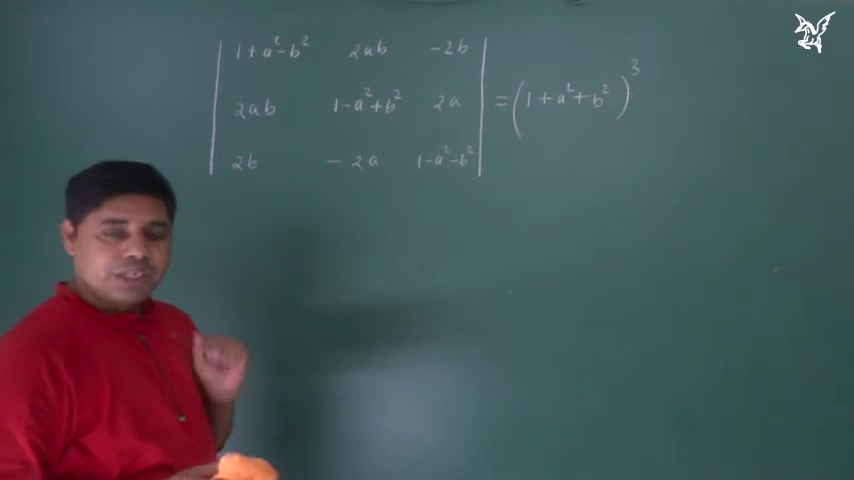 | 1+a²-b² 2ab -2b |
| 2ab 1-a²+b² 2a | = (1+a²+b²)³
| 2b -2a 1-a²-b² |